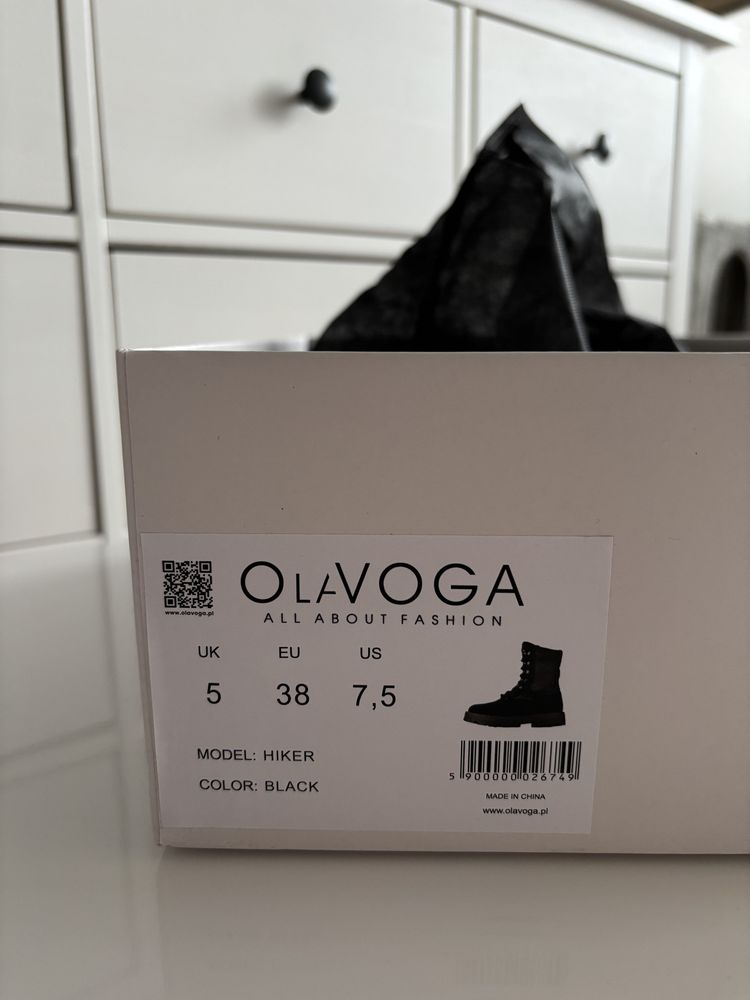 OLAVOGA
ALL ABOUT FASHION
www.olavoga.pl
UK EU US
5 38 7,5
MODEL: HIKER
COLOR: BLACK
5 900000 026749
MADE IN CHINA
www.olavoga.pl